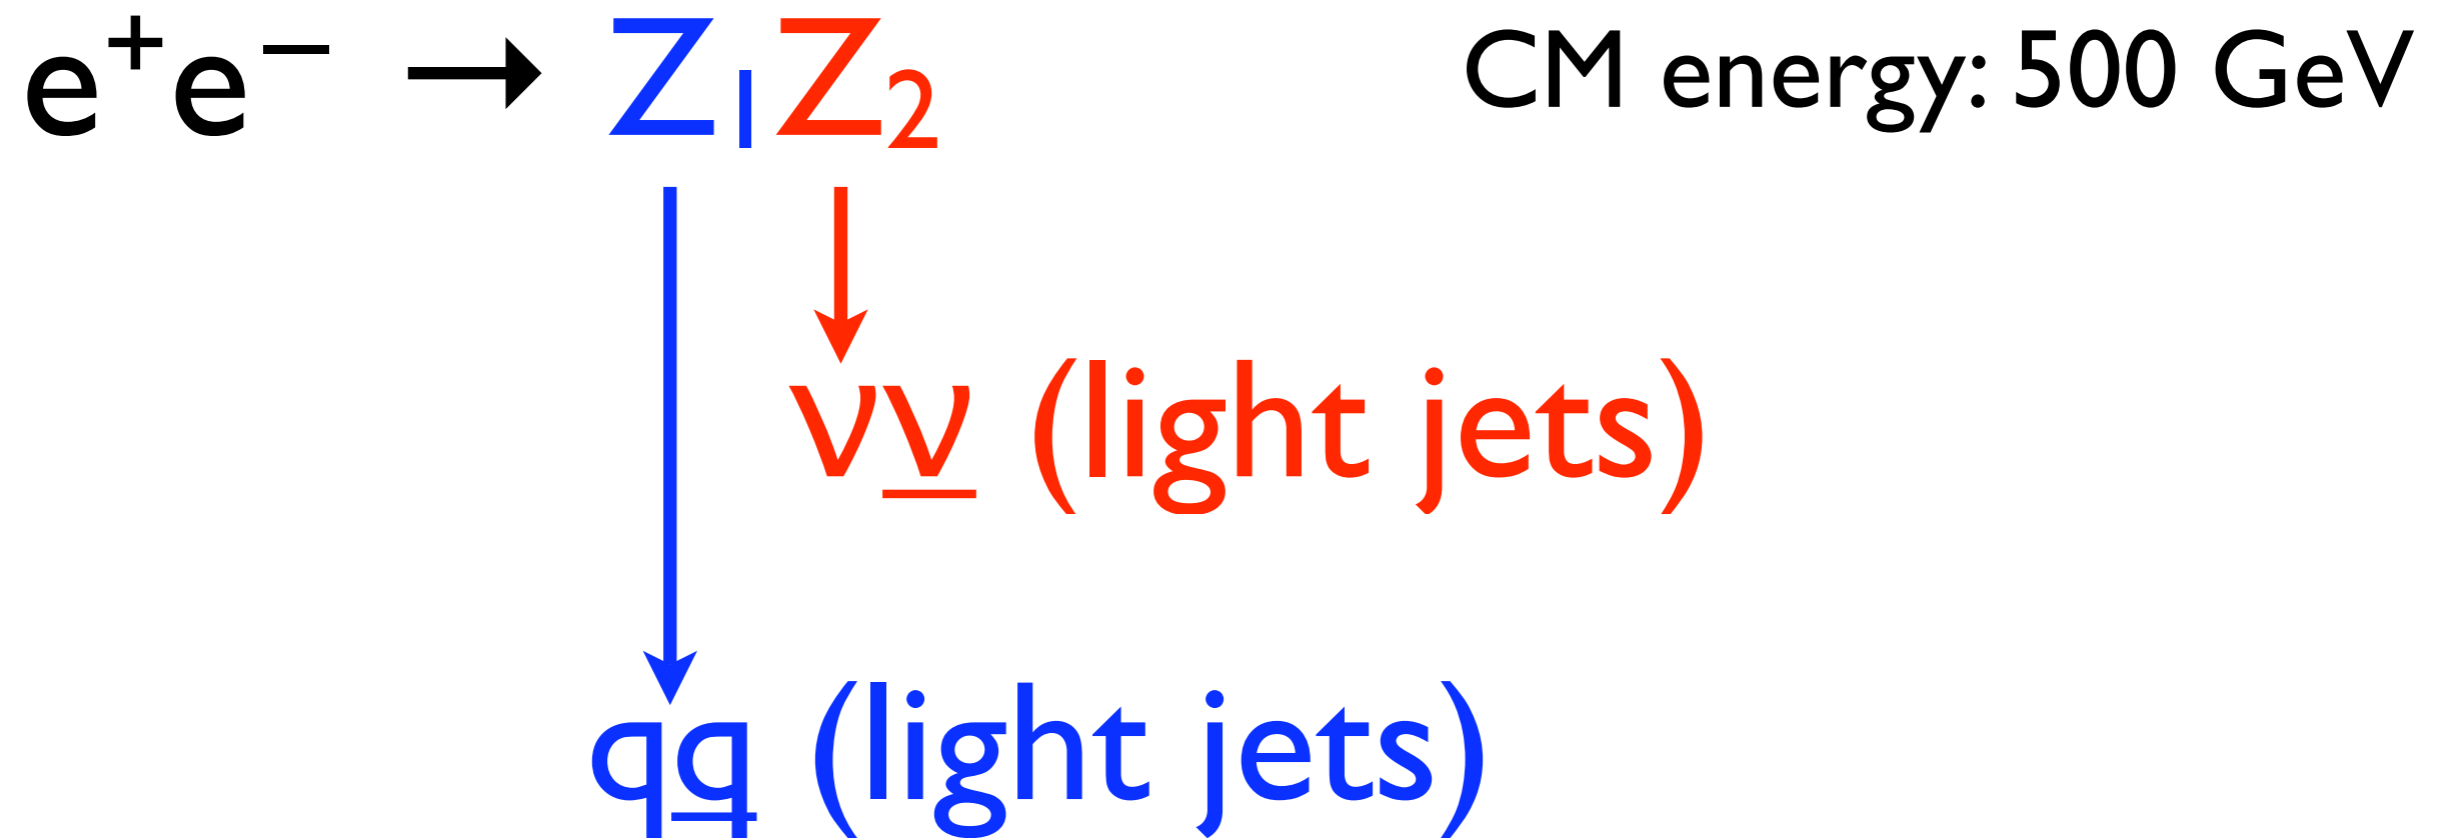 e⁺e⁻ → Z₁Z₂ CM energy: 500 GeV
νν̲ (light jets)
qq̲ (light jets)